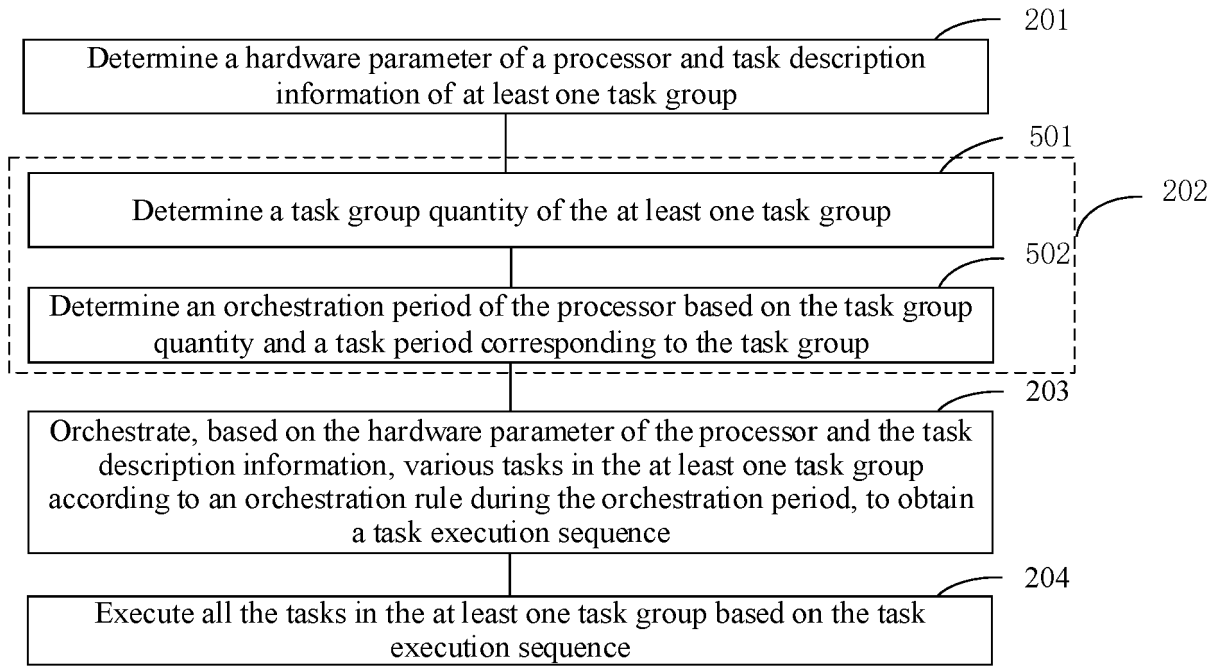 201
Determine a hardware parameter of a processor and task description
information of at least one task group
501
Determine a task group quantity of the at least one task group
202
502
Determine an orchestration period of the processor based on the task group
quantity and a task period corresponding to the task group
203
Orchestrate, based on the hardware parameter of the processor and the task
description information, various tasks in the at least one task group
according to an orchestration rule during the orchestration period, to obtain
a task execution sequence
204
Execute all the tasks in the at least one task group based on the task
execution sequence